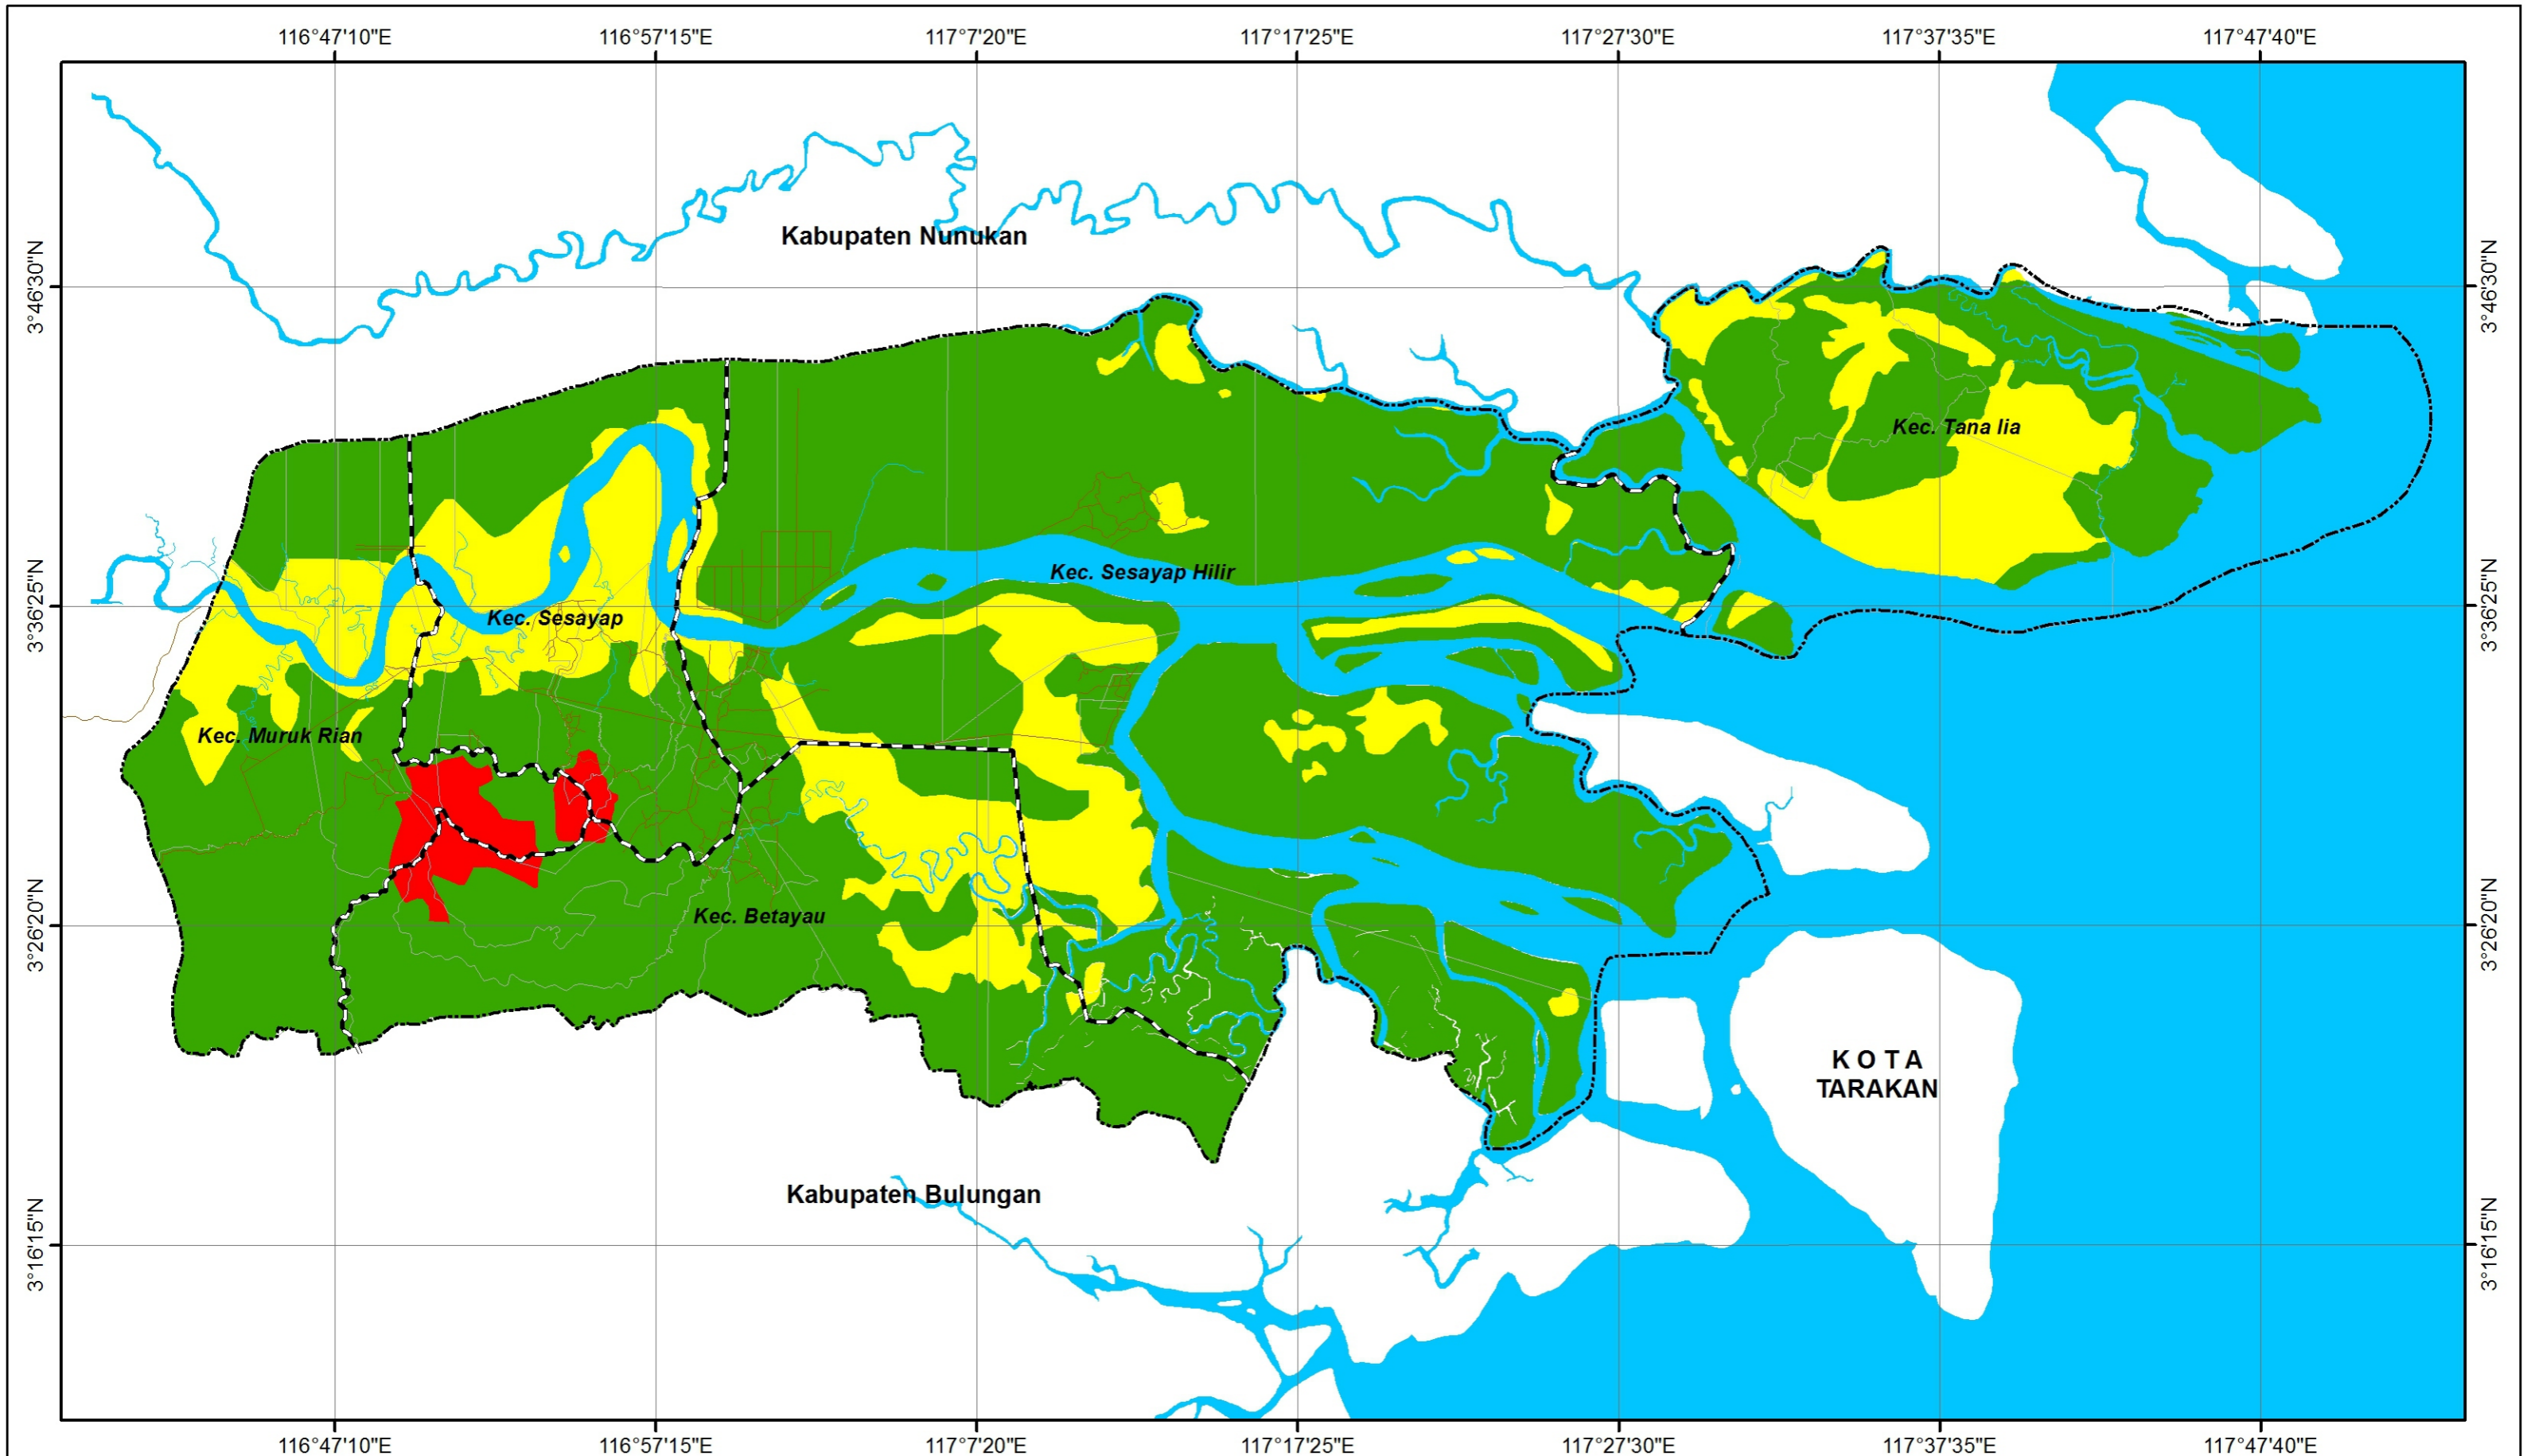 116°47'10"E
116°57'15"E
117°7'20"E
117°17'25"E
117°27'30"E
117°37'35"E
117°47'40"E
Kabupaten Nunukan
3°46'30"N
3°46'30"N
Kec. Tana lia
Kec. Sesayap Hilir
3°36'25"N
3°36'25"N
Kec. Sesayap
Kec. Muruk Rian
Kec. Betayau
3°26'20"N
3°26'20"N
K O T A
TARAKAN
Kabupaten Bulungan
3°16'15"N
3°16'15"N
116°47'10"E
116°57'15"E
117°7'20"E
117°17'25"E
117°27'30"E
117°37'35"E
117°47'40"E